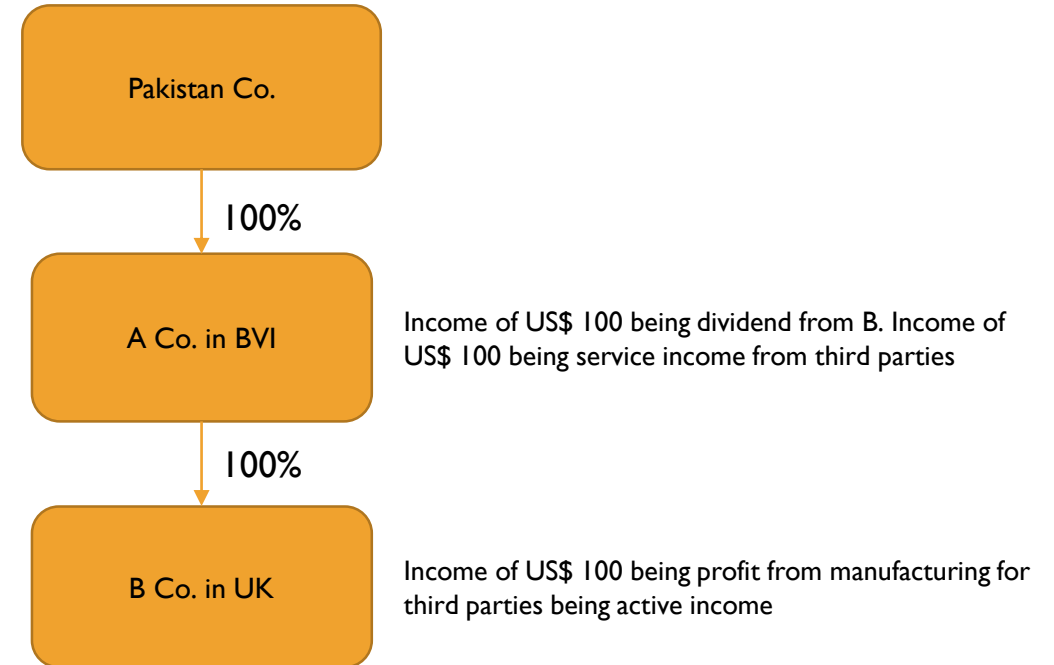 Pakistan Co.
100%
A Co. in BVI
Income of US$ 100 being dividend from B. Income of
US$ 100 being service income from third parties
100%
B Co. in UK
Income of US$ 100 being profit from manufacturing for
third parties being active income